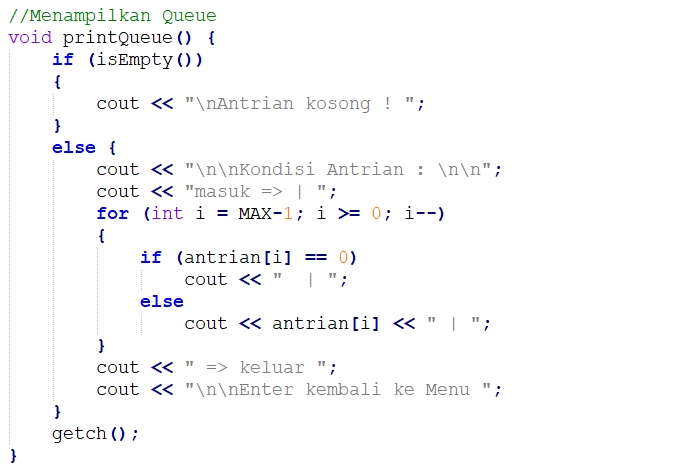 //Menampilkan Queue
void printQueue() {
    if (isEmpty())
    {
        cout << "\nAntrian kosong ! ";
    }
    else {
        cout << "\n\nKondisi Antrian : \n\n";
        cout << "masuk => | ";
        for (int i = MAX-1; i >= 0; i--)
        {
            if (antrian[i] == 0)
                cout << "  | ";
            else
                cout << antrian[i] << " | ";
        }
        cout << " => keluar ";
        cout << "\n\nEnter kembali ke Menu ";
    }
    getch();
}